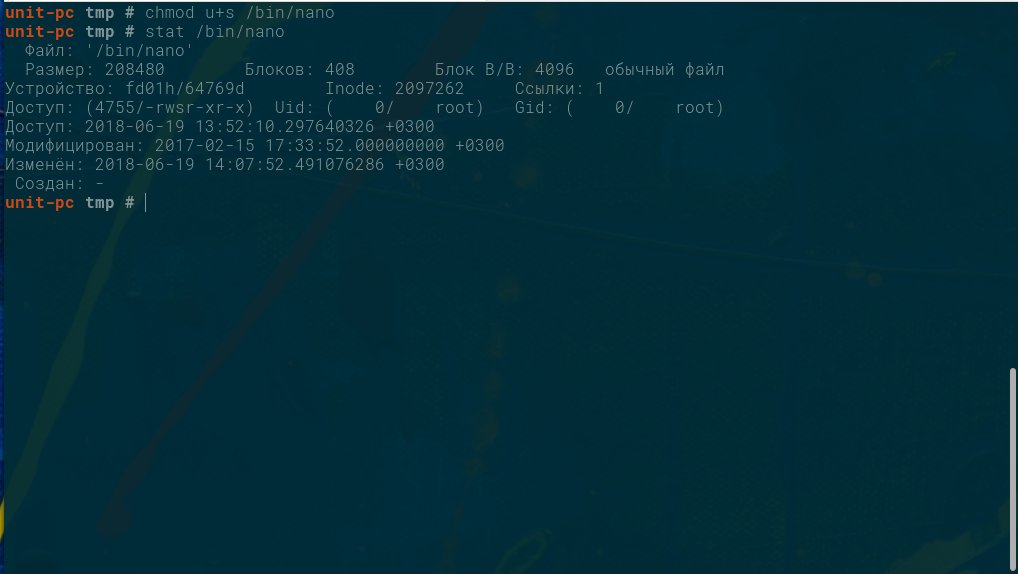 unit-pc tmp # chmod u+s /bin/nano
unit-pc tmp # stat /bin/nano
  Файл: '/bin/nano'
  Размер: 208480        Блоков: 408        Блок В/В: 4096   обычный файл
Устройство: fd01h/64769d        Inode: 2097262     Ссылки: 1
Доступ: (4755/-rwsr-xr-x)  Uid: (    0/    root)   Gid: (    0/    root)
Доступ: 2018-06-19 13:52:10.297640326 +0300
Модифицирован: 2017-02-15 17:33:52.000000000 +0300
Изменён: 2018-06-19 14:07:52.491076286 +0300
 Создан: -
unit-pc tmp #